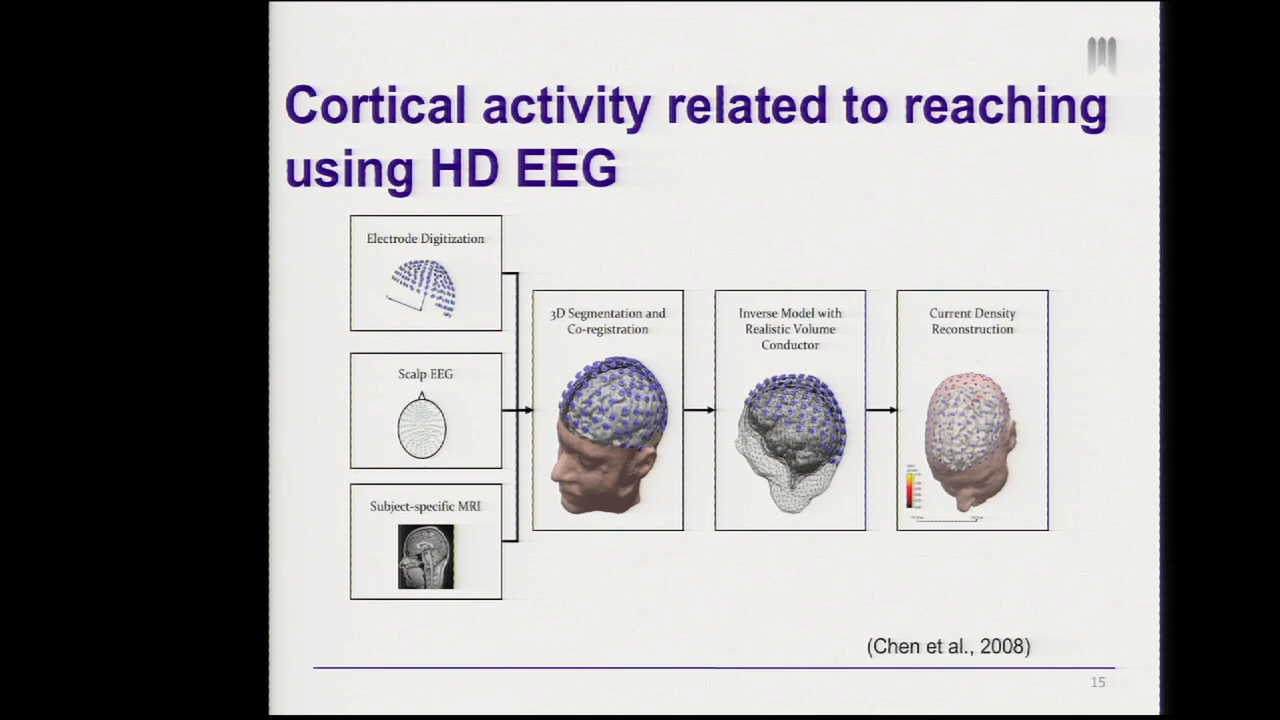 Cortical activity related to reaching
using HD EEG
Electrode Digitization
Scalp EEG
Subject-specific MRI
3D Segmentation and
Co-registration
Inverse Model with
Realistic Volume
Conductor
Current Density
Reconstruction
(Chen et al., 2008)
15